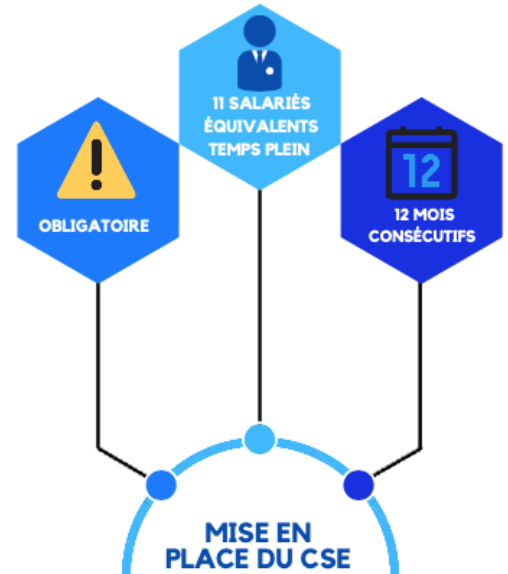 11 SALARIÉS
ÉQUIVALENTS
TEMPS PLEIN
OBLIGATOIRE
12
12 MOIS
CONSÉCUTIFS
MISE EN
PLACE DU CSE